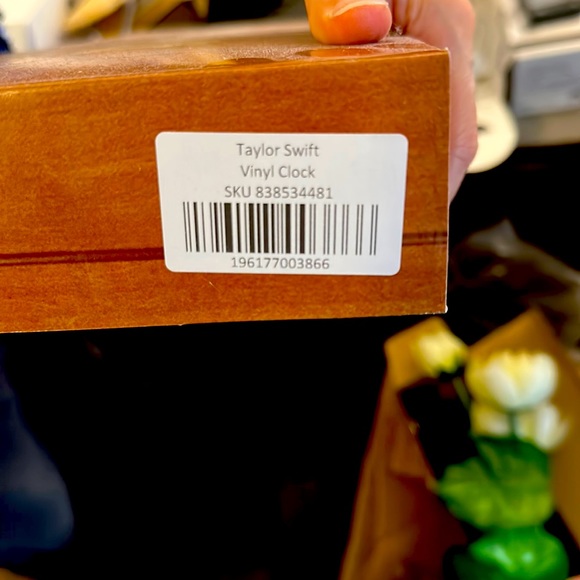 Taylor Swift
Vinyl Clock
SKU 838534481
196177003866